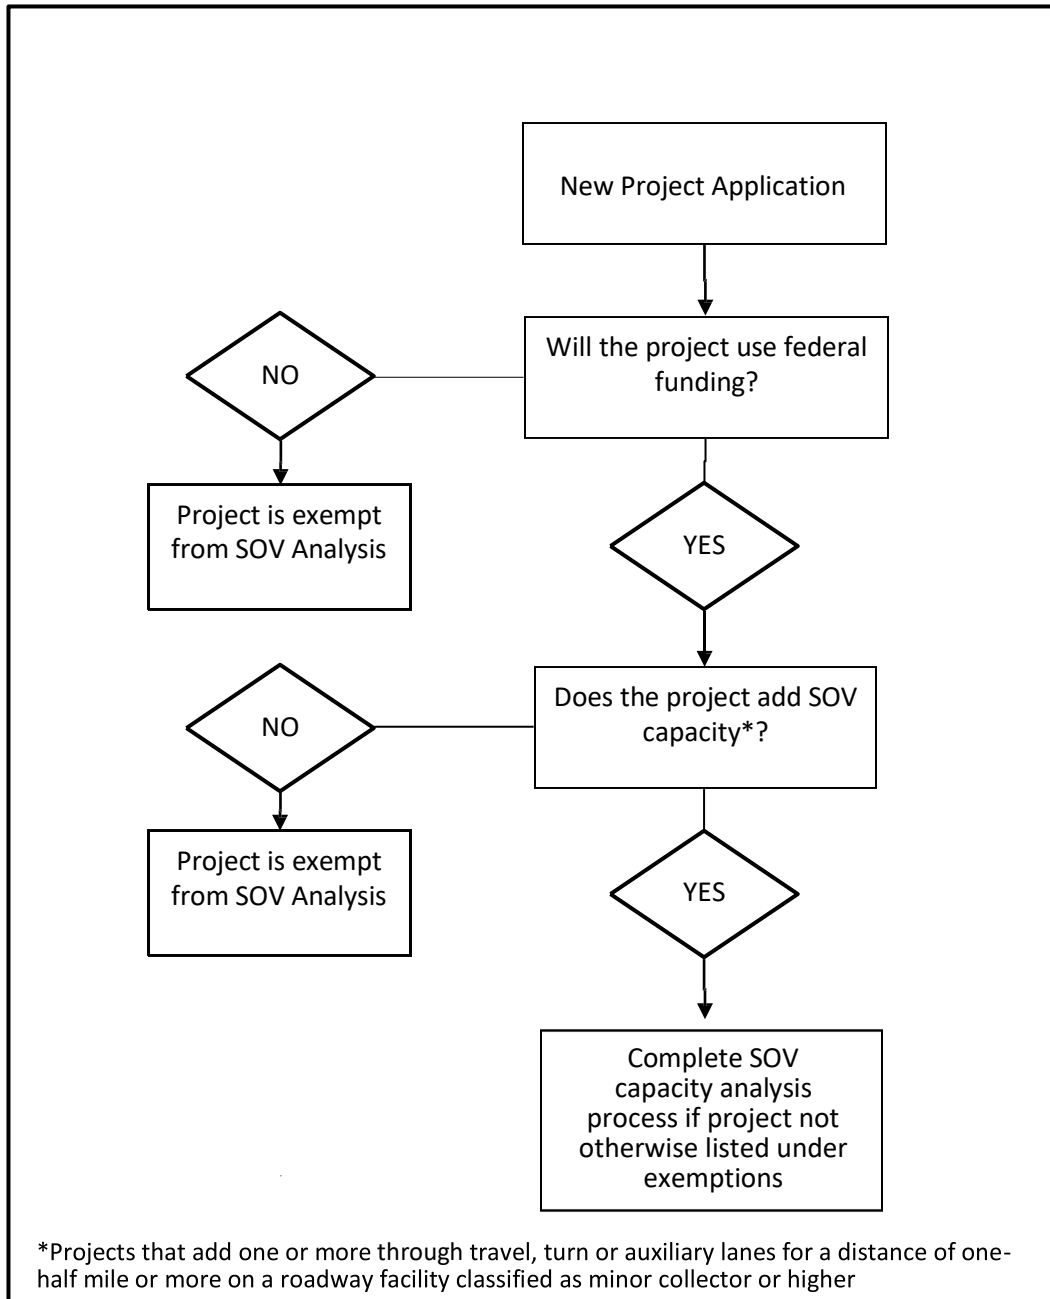 New Project Application
Will the project use federal
funding?
NO
Project is exempt
from SOV Analysis
YES
Does the project add SOV
capacity*?
NO
Project is exempt
from SOV Analysis
YES
Complete SOV
capacity analysis
process if project not
otherwise listed under
exemptions
*Projects that add one or more through travel, turn or auxiliary lanes for a distance of one-
half mile or more on a roadway facility classified as minor collector or higher